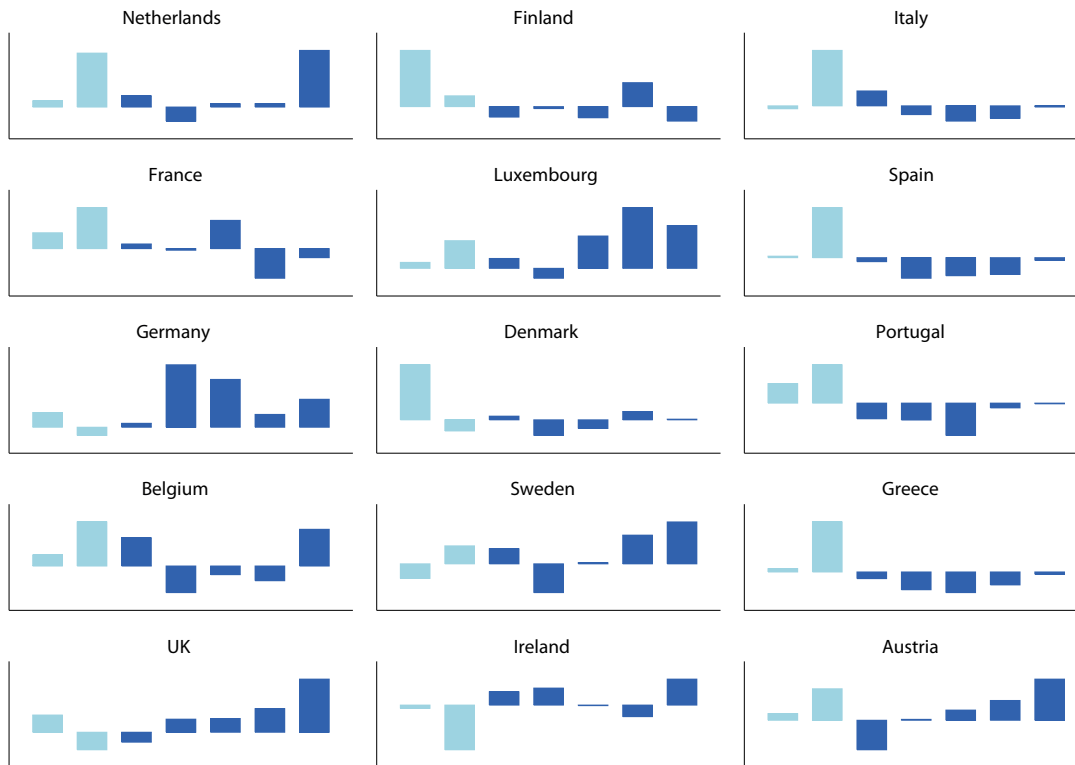 Netherlands
Finland
Italy
France
Luxembourg
Spain
Germany
Denmark
Portugal
Belgium
Sweden
Greece
UK
Ireland
Austria